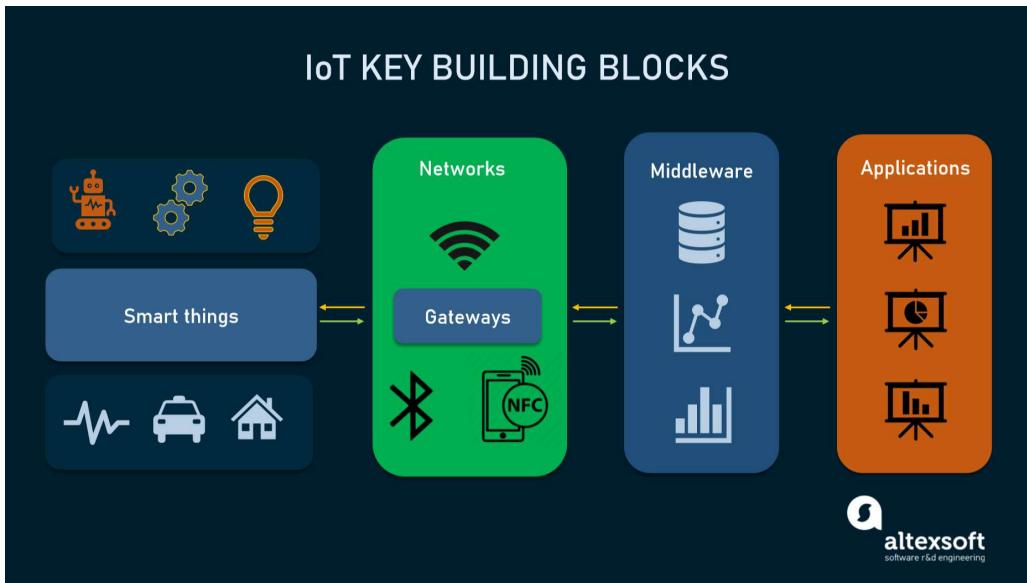 IoT KEY BUILDING BLOCKS
Networks
Middleware
Applications
Smart things
Gateways
NFC
altexsoft
software r&d engineering